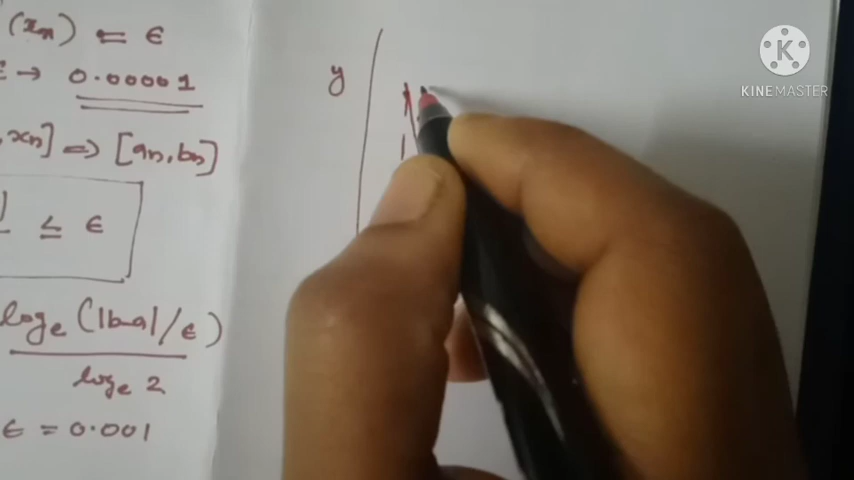 (xn) ⇐ ε
ε → 0.00001
, xn] ⇒ [an, bn]
≤ ε
loge (|b-a|/ε)
loge 2
ε = 0.001
y
K
KINEMASTER